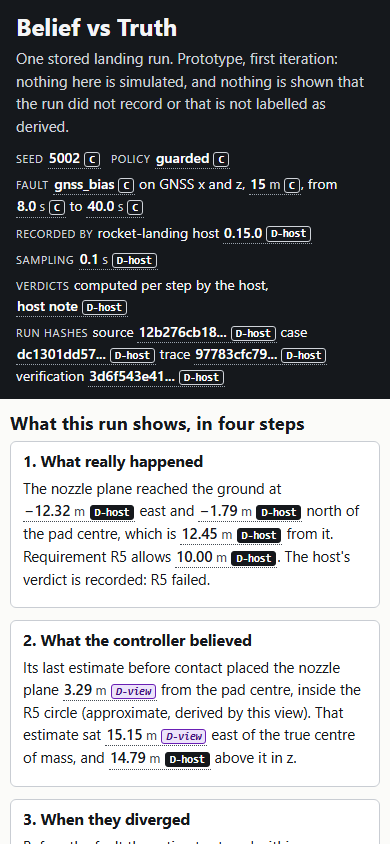 Belief vs Truth
One stored landing run. Prototype, first iteration:
nothing here is simulated, and nothing is shown that
the run did not record or that is not labelled as
derived.
SEED 5002 C POLICY guarded C
FAULT gnss_bias C on GNSS x and z, 15 m C, from
8.0 s C to 40.0 s C
RECORDED BY rocket-landing host 0.15.0 D-host
SAMPLING 0.1 s D-host
VERDICTS computed per step by the host,
host note D-host
RUN HASHES source 12b276cb18... D-host case
dc1301dd57... D-host trace 97783cfc79... D-host
verification 3d6f543e41... D-host
What this run shows, in four steps
1. What really happened
The nozzle plane reached the ground at
−12.32 m D-host east and −1.79 m D-host north of
the pad centre, which is 12.45 m D-host from it.
Requirement R5 allows 10.00 m D-host. The host's
verdict is recorded: R5 failed.
2. What the controller believed
Its last estimate before contact placed the nozzle
plane 3.29 m D-view from the pad centre, inside the
R5 circle (approximate, derived by this view). That
estimate sat 15.15 m D-view east of the true centre
of mass, and 14.79 m D-host above it in z.
3. When they diverged